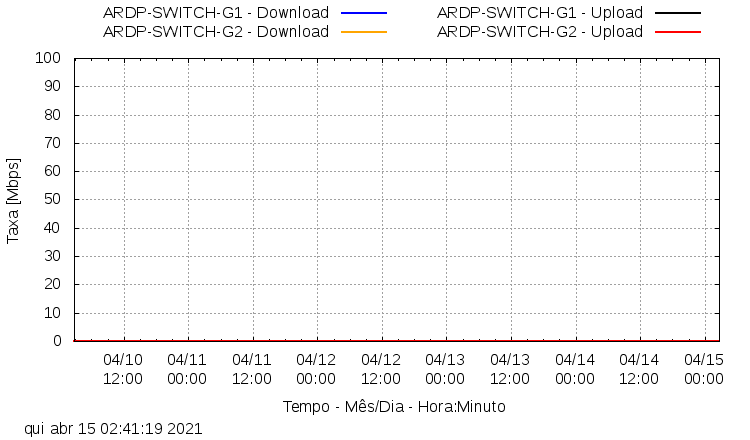 ARDP-SWITCH-G1 - Download ARDP-SWITCH-G1 - Upload
ARDP-SWITCH-G2 - Download ARDP-SWITCH-G2 - Upload
100
90
80
70
60
50
40
30
20
10
0
Taxa [Mbps]
04/10 04/11 04/11 04/12 04/12 04/13 04/13 04/14 04/14 04/15
12:00 00:00 12:00 00:00 12:00 00:00 12:00 00:00 12:00 00:00
Tempo - Mês/Dia - Hora:Minuto
qui abr 15 02:41:19 2021